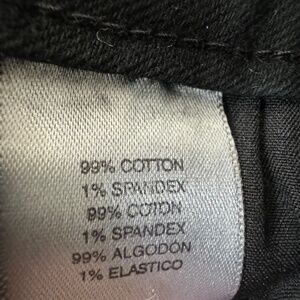 99% COTTON
1% SPANDEX
99% COTON
1% SPANDEX
99% ALGODON
1% ELASTICO